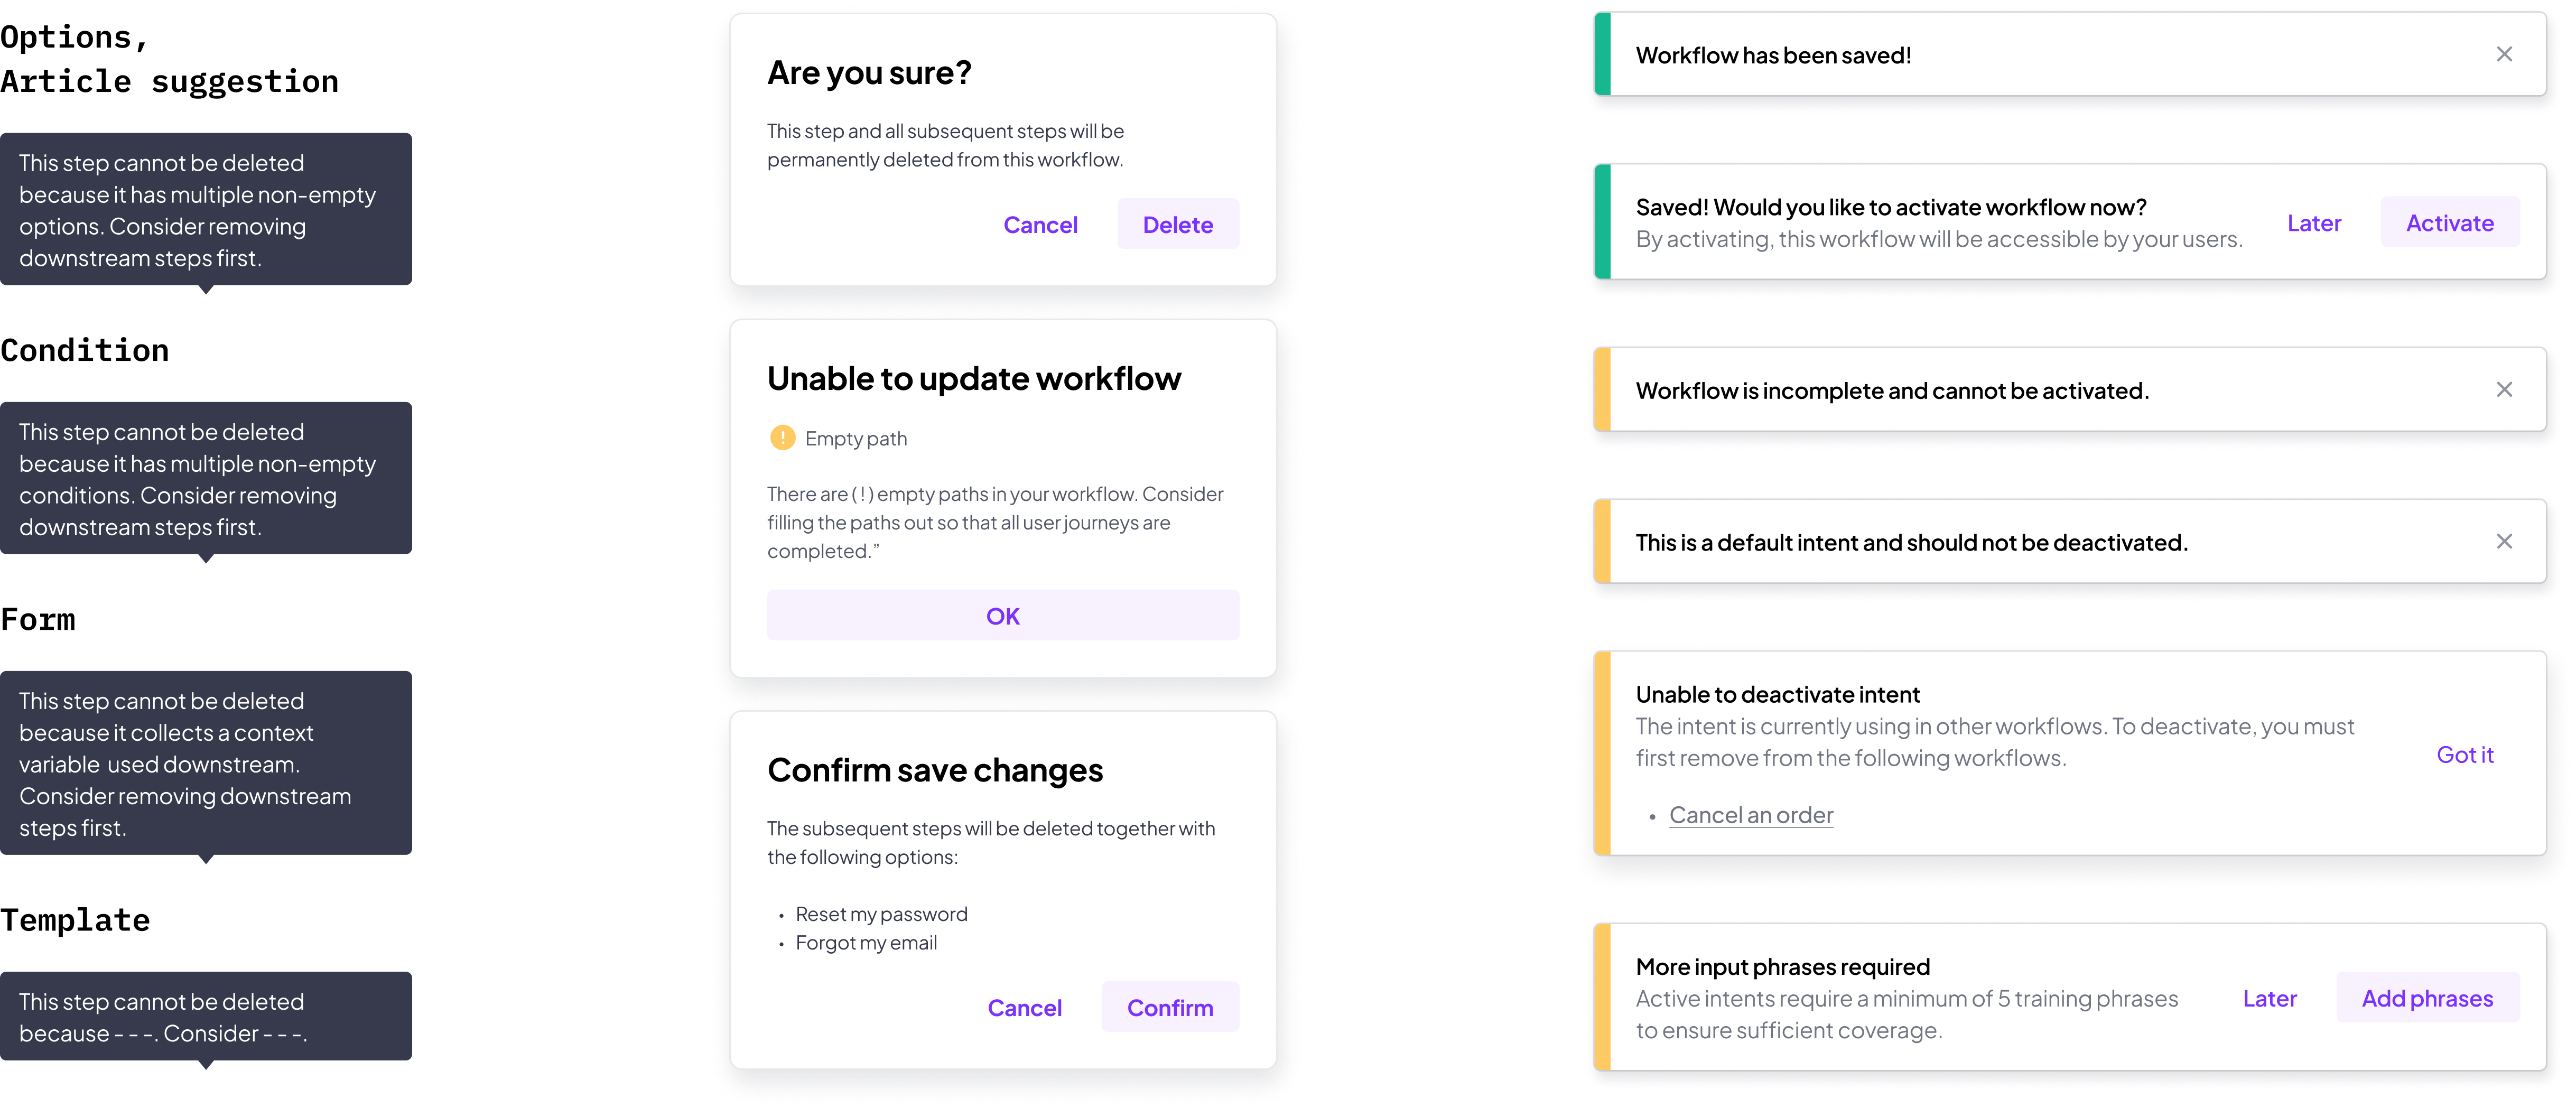 Options,
Article suggestion
This step cannot be deleted
because it has multiple non-empty
options. Consider removing
downstream steps first.
Condition
This step cannot be deleted
because it has multiple non-empty
conditions. Consider removing
downstream steps first.
Form
This step cannot be deleted
because it collects a context
variable used downstream.
Consider removing downstream
steps first.
Template
This step cannot be deleted
because - - -. Consider - - -.
Are you sure?
This step and all subsequent steps will be
permanently deleted from this workflow.
Cancel
Delete
Unable to update workflow
! Empty path
There are ( ! ) empty paths in your workflow. Consider
filling the paths out so that all user journeys are
completed.”
OK
Confirm save changes
The subsequent steps will be deleted together with
the following options:
• Reset my password
• Forgot my email
Cancel
Confirm
Workflow has been saved!
Saved! Would you like to activate workflow now?
By activating, this workflow will be accessible by your users.
Later
Activate
Workflow is incomplete and cannot be activated.
This is a default intent and should not be deactivated.
Unable to deactivate intent
The intent is currently using in other workflows. To deactivate, you must
first remove from the following workflows.
• Cancel an order
Got it
More input phrases required
Active intents require a minimum of 5 training phrases
to ensure sufficient coverage.
Later
Add phrases